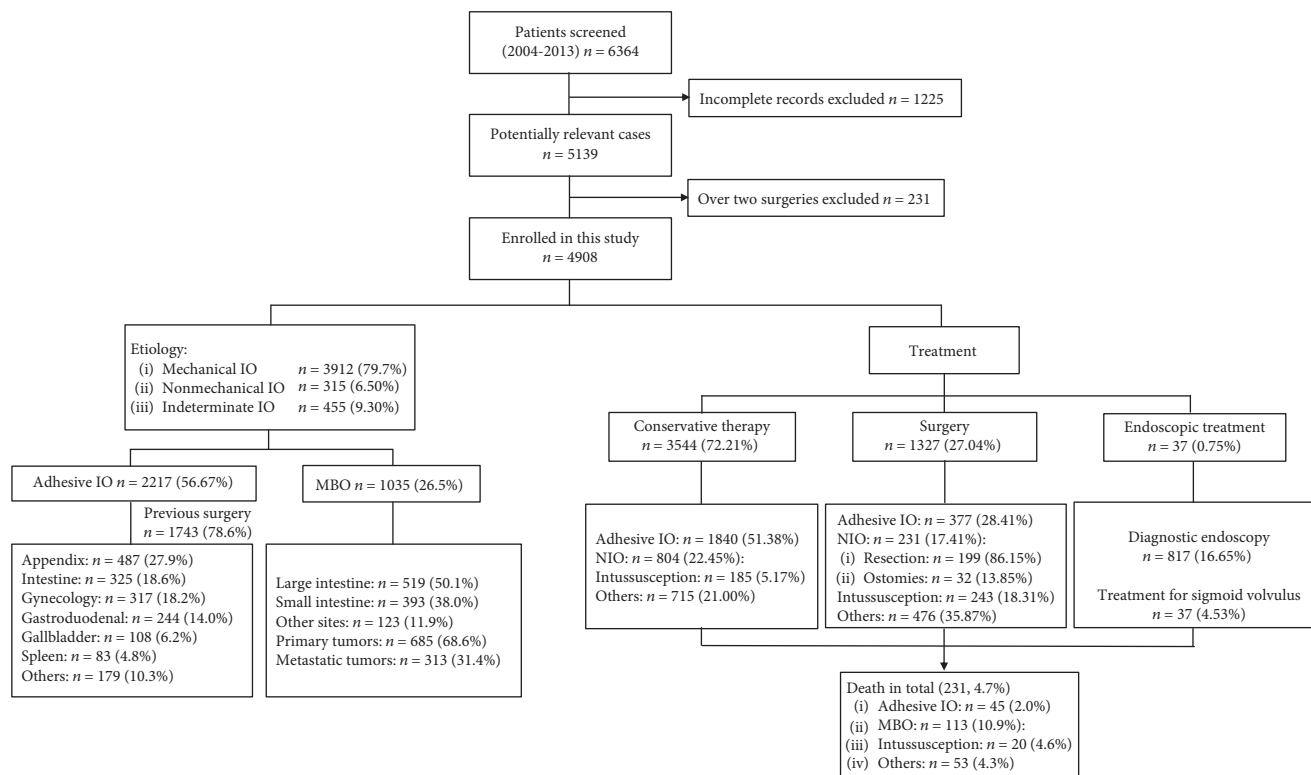 Patients screened
(2004-2013) n = 6364
Incomplete records excluded n = 1225
Potentially relevant cases
n = 5139
Over two surgeries excluded n = 231
Enrolled in this study
n = 4908
Etiology:
(i) Mechanical IO n = 3912 (79.7%)
(ii) Nonmechanical IO n = 315 (6.50%)
(iii) Indeterminate IO n = 455 (9.30%)
Treatment
Conservative therapy
n = 3544 (72.21%)
Surgery
n = 1327 (27.04%)
Endoscopic treatment
n = 37 (0.75%)
Adhesive IO n = 2217 (56.67%)
MBO n = 1035 (26.5%)
Previous surgery
n = 1743 (78.6%)
Appendix: n = 487 (27.9%)
Intestine: n = 325 (18.6%)
Gynecology: n = 317 (18.2%)
Gastroduodenal: n = 244 (14.0%)
Gallbladder: n = 108 (6.2%)
Spleen: n = 83 (4.8%)
Others: n = 179 (10.3%)
Large intestine: n = 519 (50.1%)
Small intestine: n = 393 (38.0%)
Other sites: n = 123 (11.9%)
Primary tumors: n = 685 (68.6%)
Metastatic tumors: n = 313 (31.4%)
Adhesive IO: n = 1840 (51.38%)
NIO: n = 804 (22.45%):
Intussusception: n = 185 (5.17%)
Others: n = 715 (21.00%)
Adhesive IO: n = 377 (28.41%)
NIO: n = 231 (17.41%):
(i) Resection: n = 199 (86.15%)
(ii) Ostomies: n = 32 (13.85%)
Intussusception: n = 243 (18.31%)
Others: n = 476 (35.87%)
Diagnostic endoscopy
n = 817 (16.65%)
Treatment for sigmoid volvulus
n = 37 (4.53%)
Death in total (231, 4.7%)
(i) Adhesive IO: n = 45 (2.0%)
(ii) MBO: n = 113 (10.9%):
(iii) Intussusception: n = 20 (4.6%)
(iv) Others: n = 53 (4.3%)